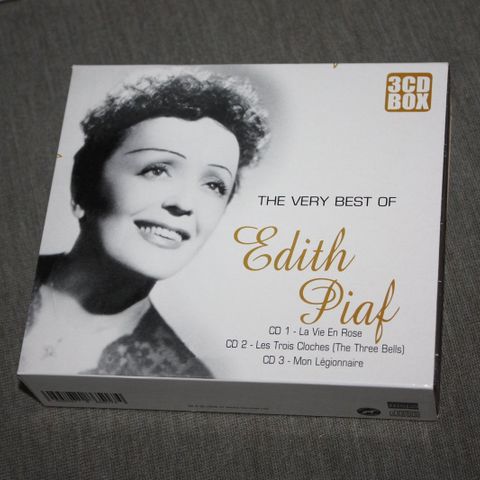 3CD
BOX
THE VERY BEST OF
Edith
Piaf
CD 1 - La Vie En Rose
CD 2 - Les Trois Cloches (The Three Bells)
CD 3 - Mon Légionnaire